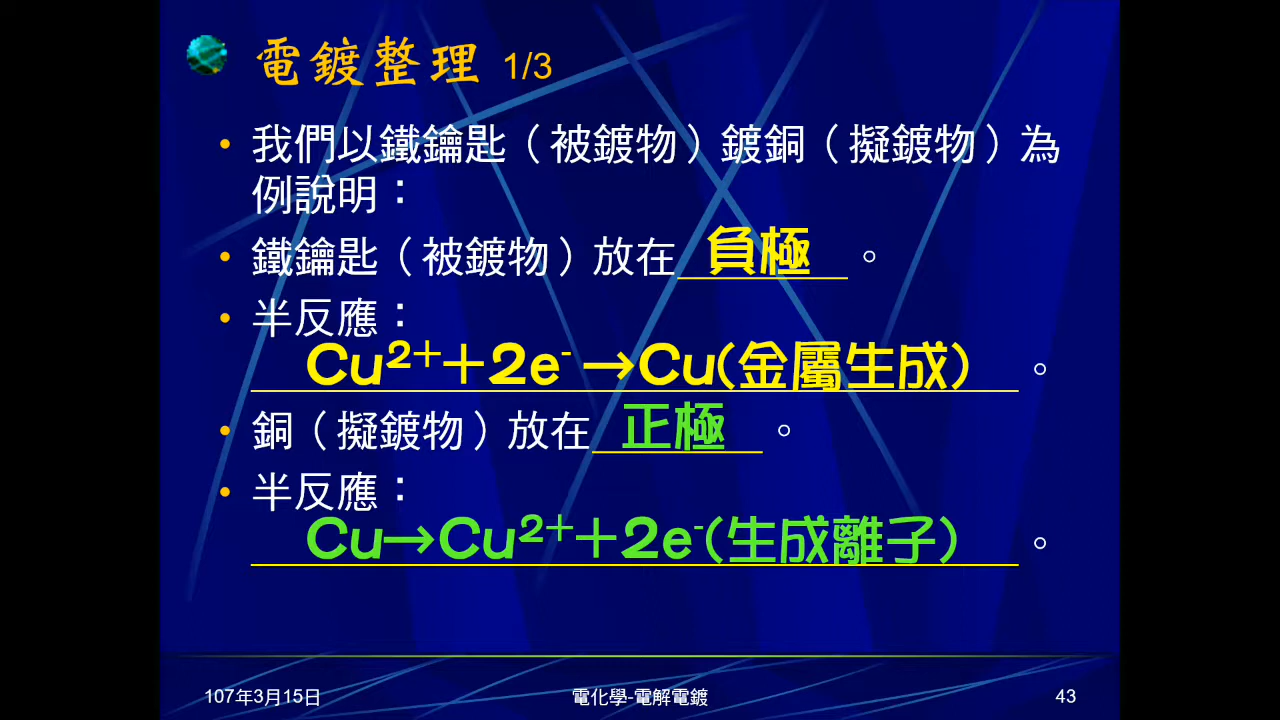 電鍍整理 1/3
• 我們以鐵鑰匙（被鍍物）鍍銅（擬鍍物）為
例說明：
• 鐵鑰匙（被鍍物）放在 負極 。
• 半反應：
Cu²⁺＋2e⁻→Cu(金屬生成) 。
• 銅（擬鍍物）放在 正極 。
• 半反應：
Cu→Cu²⁺＋2e⁻(生成離子) 。
107年3月15日 電化學-電解電鍍 43